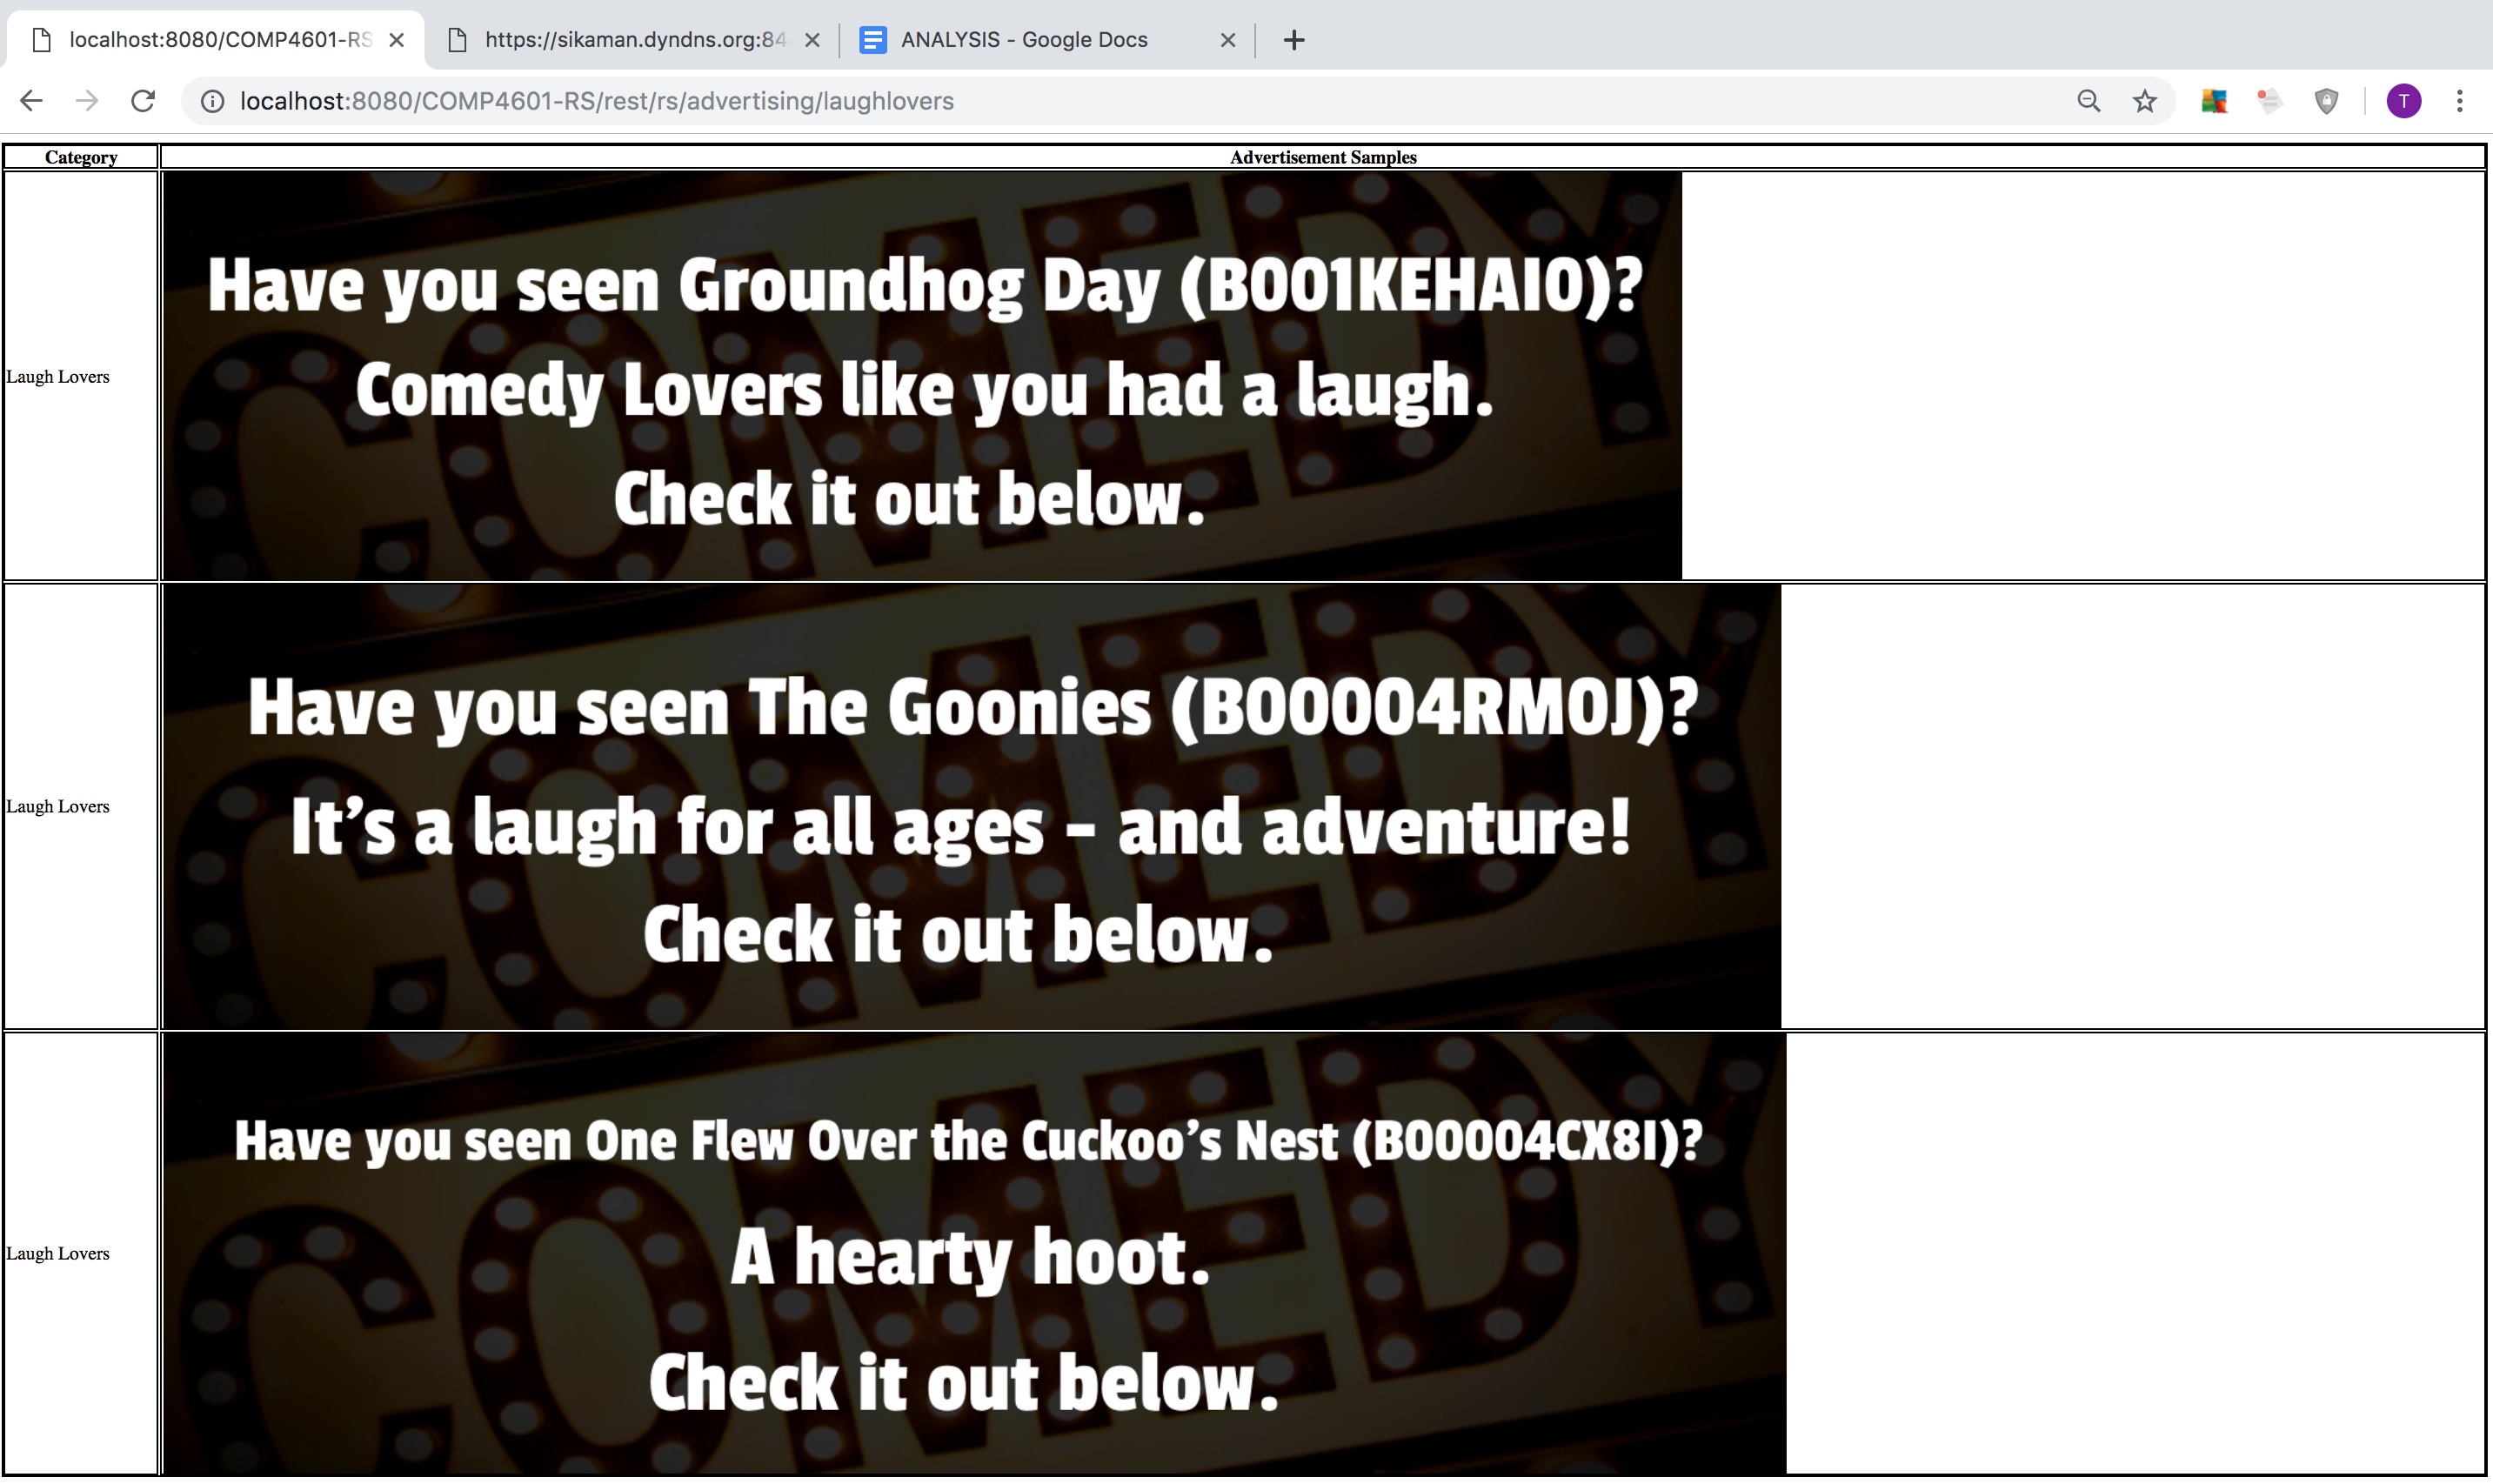 localhost:8080/COMP4601-RS
https://sikaman.dyndns.org:84
ANALYSIS - Google Docs
localhost:8080/COMP4601-RS/rest/rs/advertising/laughlovers
T
Category
Advertisement Samples
Laugh Lovers
COMEDY
Have you seen Groundhog Day (B001KEHAI0)?
Comedy Lovers like you had a laugh.
Check it out below.
Laugh Lovers
COMEDY
Have you seen The Goonies (B00004RM0J)?
It’s a laugh for all ages - and adventure!
Check it out below.
Laugh Lovers
COMEDY
Have you seen One Flew Over the Cuckoo’s Nest (B00004CX8I)?
A hearty hoot.
Check it out below.